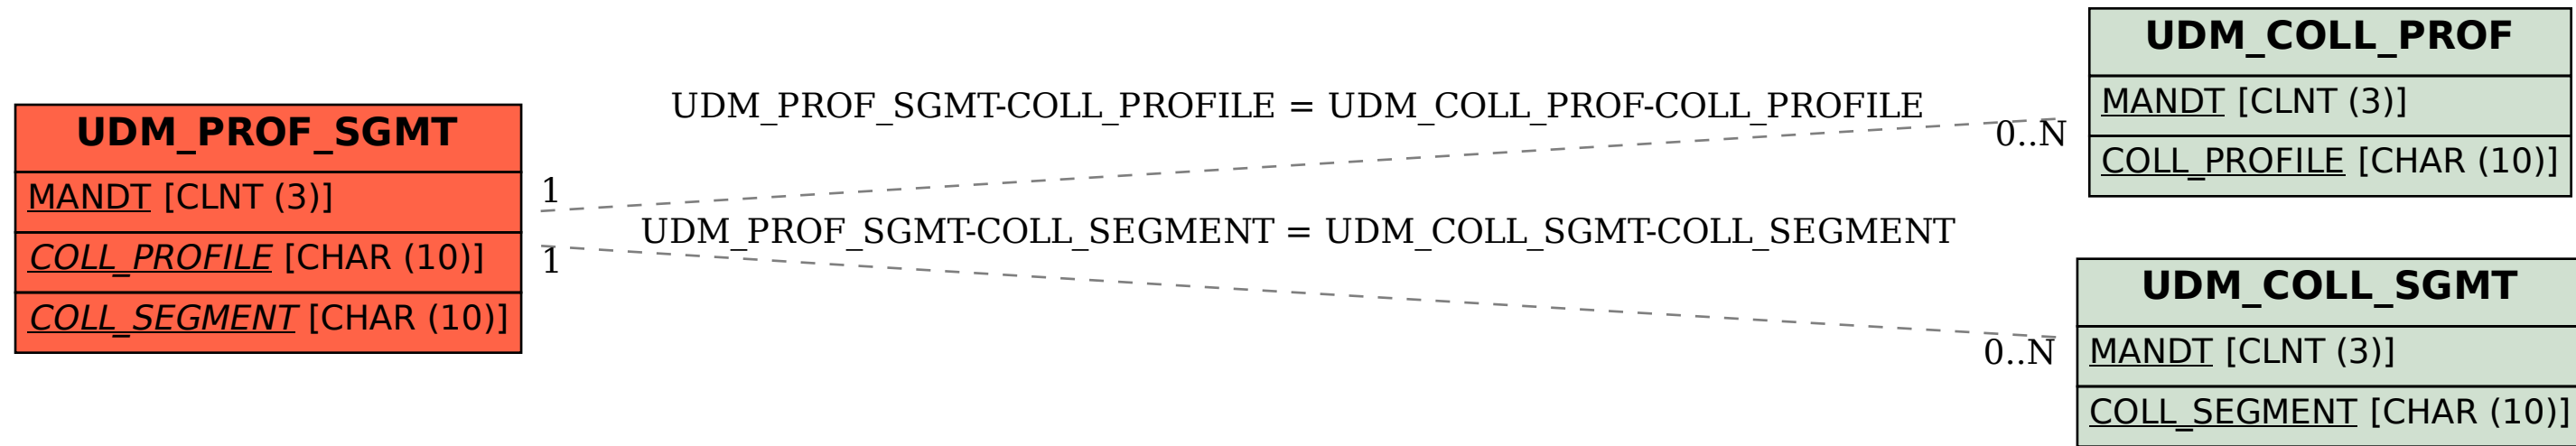 UDM_PROF_SGMT
MANDT [CLNT (3)]
COLL_PROFILE [CHAR (10)]
COLL_SEGMENT [CHAR (10)]
UDM_PROF_SGMT-COLL_PROFILE = UDM_COLL_PROF-COLL_PROFILE
1
0..N
UDM_PROF_SGMT-COLL_SEGMENT = UDM_COLL_SGMT-COLL_SEGMENT
1
0..N
UDM_COLL_PROF
MANDT [CLNT (3)]
COLL_PROFILE [CHAR (10)]
UDM_COLL_SGMT
MANDT [CLNT (3)]
COLL_SEGMENT [CHAR (10)]